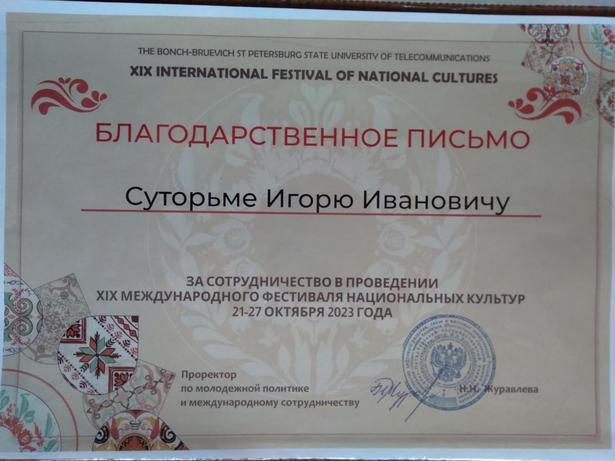 THE BONCH-BRUEVICH ST PETERSBURG STATE UNIVERSITY OF TELECOMMUNICATIONS
XIX INTERNATIONAL FESTIVAL OF NATIONAL CULTURES
БЛАГОДАРСТВЕННОЕ ПИСЬМО
Суторьме Игорю Ивановичу
ЗА СОТРУДНИЧЕСТВО В ПРОВЕДЕНИИ
XIX МЕЖДУНАРОДНОГО ФЕСТИВАЛЯ НАЦИОНАЛЬНЫХ КУЛЬТУР
21-27 ОКТЯБРЯ 2023 ГОДА
Проректор
по молодежной политике
и международному сотрудничеству
Журавлева